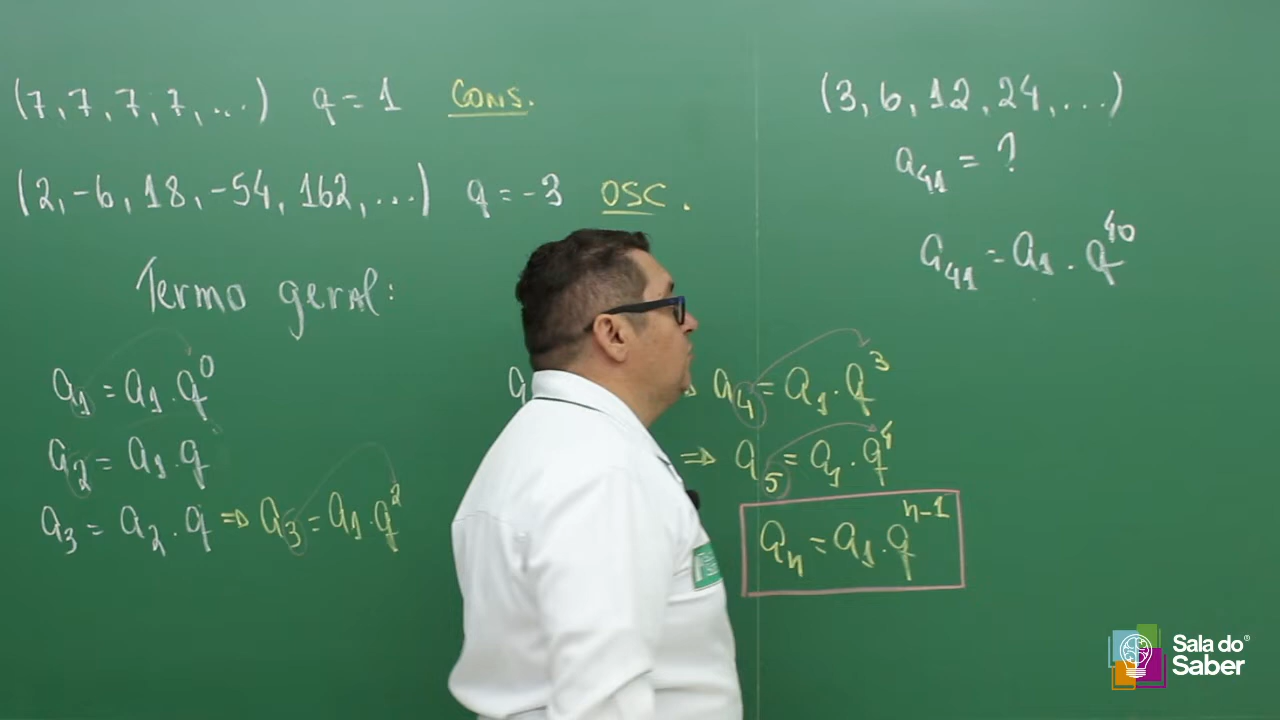 (7, 7, 7, 7, ...) q = 1 CONS.
(2, -6, 18, -54, 162, ...) q = -3 OSC.
Termo geral:
a₁ = a₁ . q⁰
a₂ = a₁ . q
a₃ = a₂ . q ⇒ a₃ = a₁ . q²
(3, 6, 12, 24, ...)
a₄₁ = ?
a₄₁ = a₁ . q⁴⁰
a₄ = a₁ . q³
⇒ a₅ = a₁ . q⁴
aₙ = a₁ . qⁿ⁻¹
Sala do
Saber®